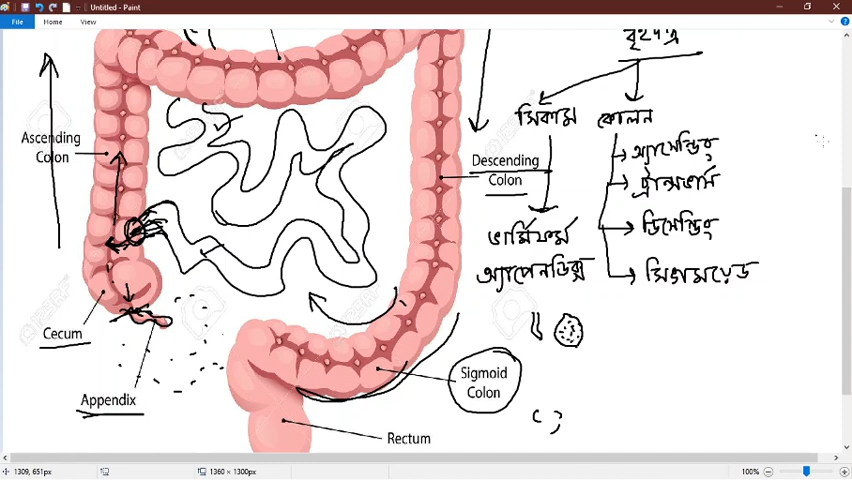 Untitled - Paint
File Home View
বৃহদন্ত্র
সিকাম কোলন
Ascending
Colon
অ্যাসেন্ডিং
ট্রান্সভার্স
Descending
Colon
ডিসেন্ডিং
ভার্মিফর্ম
অ্যাপেনডিক্স
সিগময়েড
Cecum
Appendix
Sigmoid
Colon
Rectum
1309, 651px 1360 × 1300px 100%